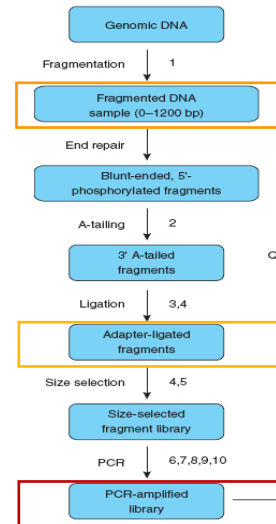 Genomic DNA
Fragmentation 1
Fragmented DNA
sample (0–1200 bp)
End repair
Blunt-ended, 5'-
phosphorylated fragments
A-tailing 2
3' A-tailed
fragments
Q
Ligation 3,4
Adapter-ligated
fragments
Size selection 4,5
Size-selected
fragment library
PCR 6,7,8,9,10
PCR-amplified
library